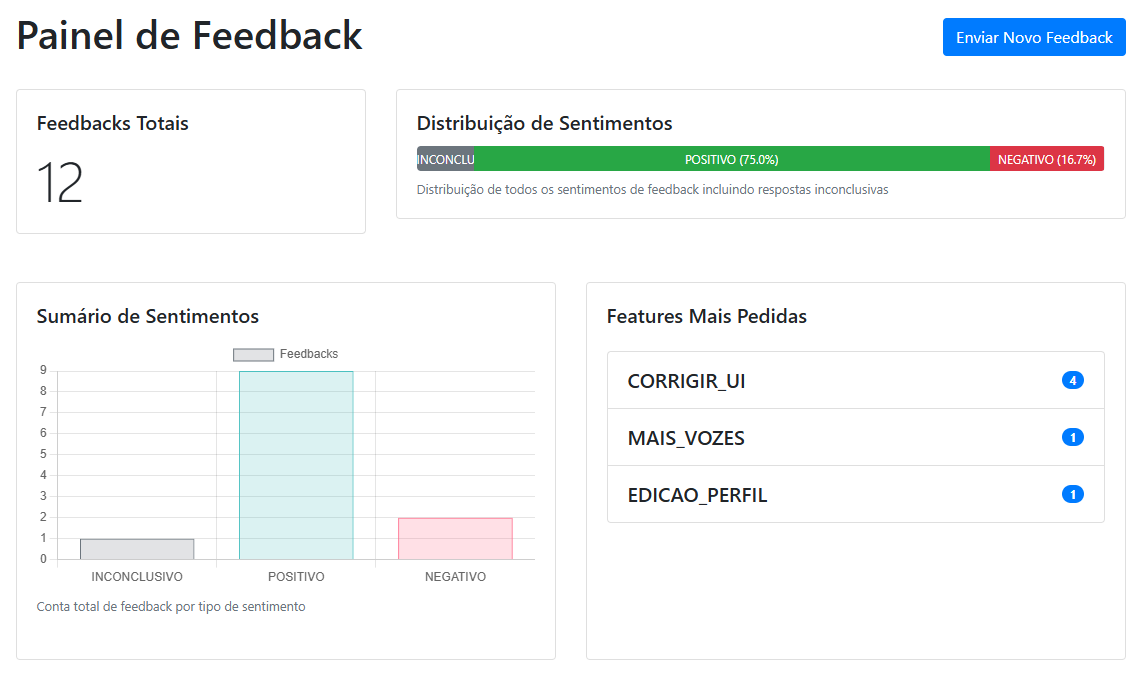 Painel de Feedback
Enviar Novo Feedback
Feedbacks Totais
12
Distribuição de Sentimentos
INCONCLU
POSITIVO (75.0%)
NEGATIVO (16.7%)
Distribuição de todos os sentimentos de feedback incluindo respostas inconclusivas
Sumário de Sentimentos
Feedbacks
9
8
7
6
5
4
3
2
1
0
INCONCLUSIVO
POSITIVO
NEGATIVO
Conta total de feedback por tipo de sentimento
Features Mais Pedidas
CORRIGIR_UI 4
MAIS_VOZES 1
EDICAO_PERFIL 1